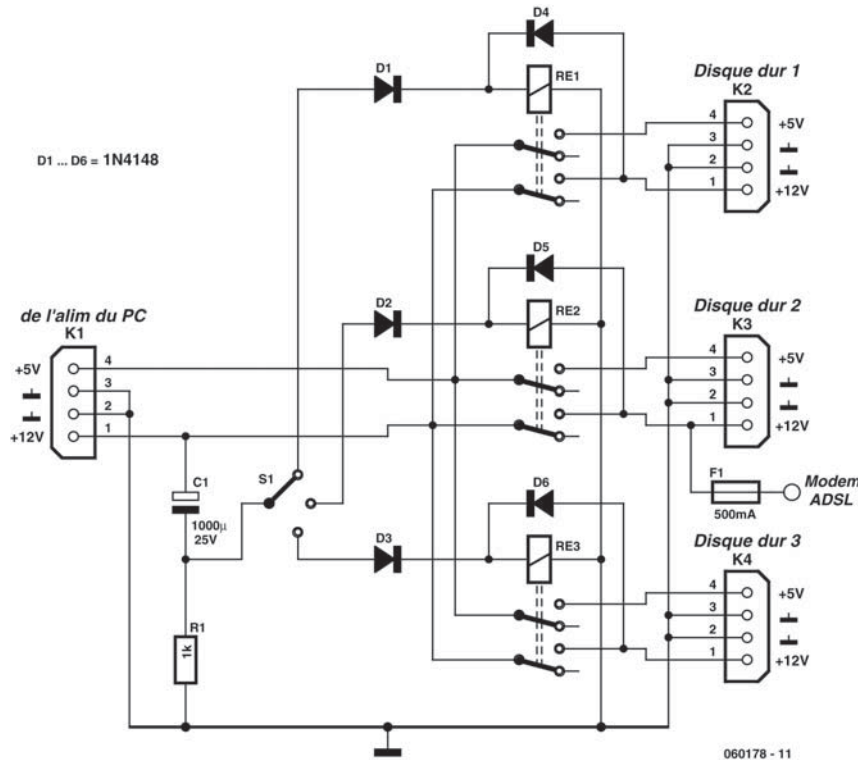 D4
D1
RE1
Disque dur 1
K2
4
+5V
3
2
1
+12V
D1 ... D6 = 1N4148
D5
D2
RE2
Disque dur 2
K3
4
+5V
3
2
1
+12V
de l'alim du PC
K1
+5V
4
3
2
+12V
1
S1
C1
1000µ
25V
F1
500mA
Modem
ADSL
D6
D3
RE3
Disque dur 3
K4
4
+5V
3
2
1
+12V
R1
1k
060178 - 11